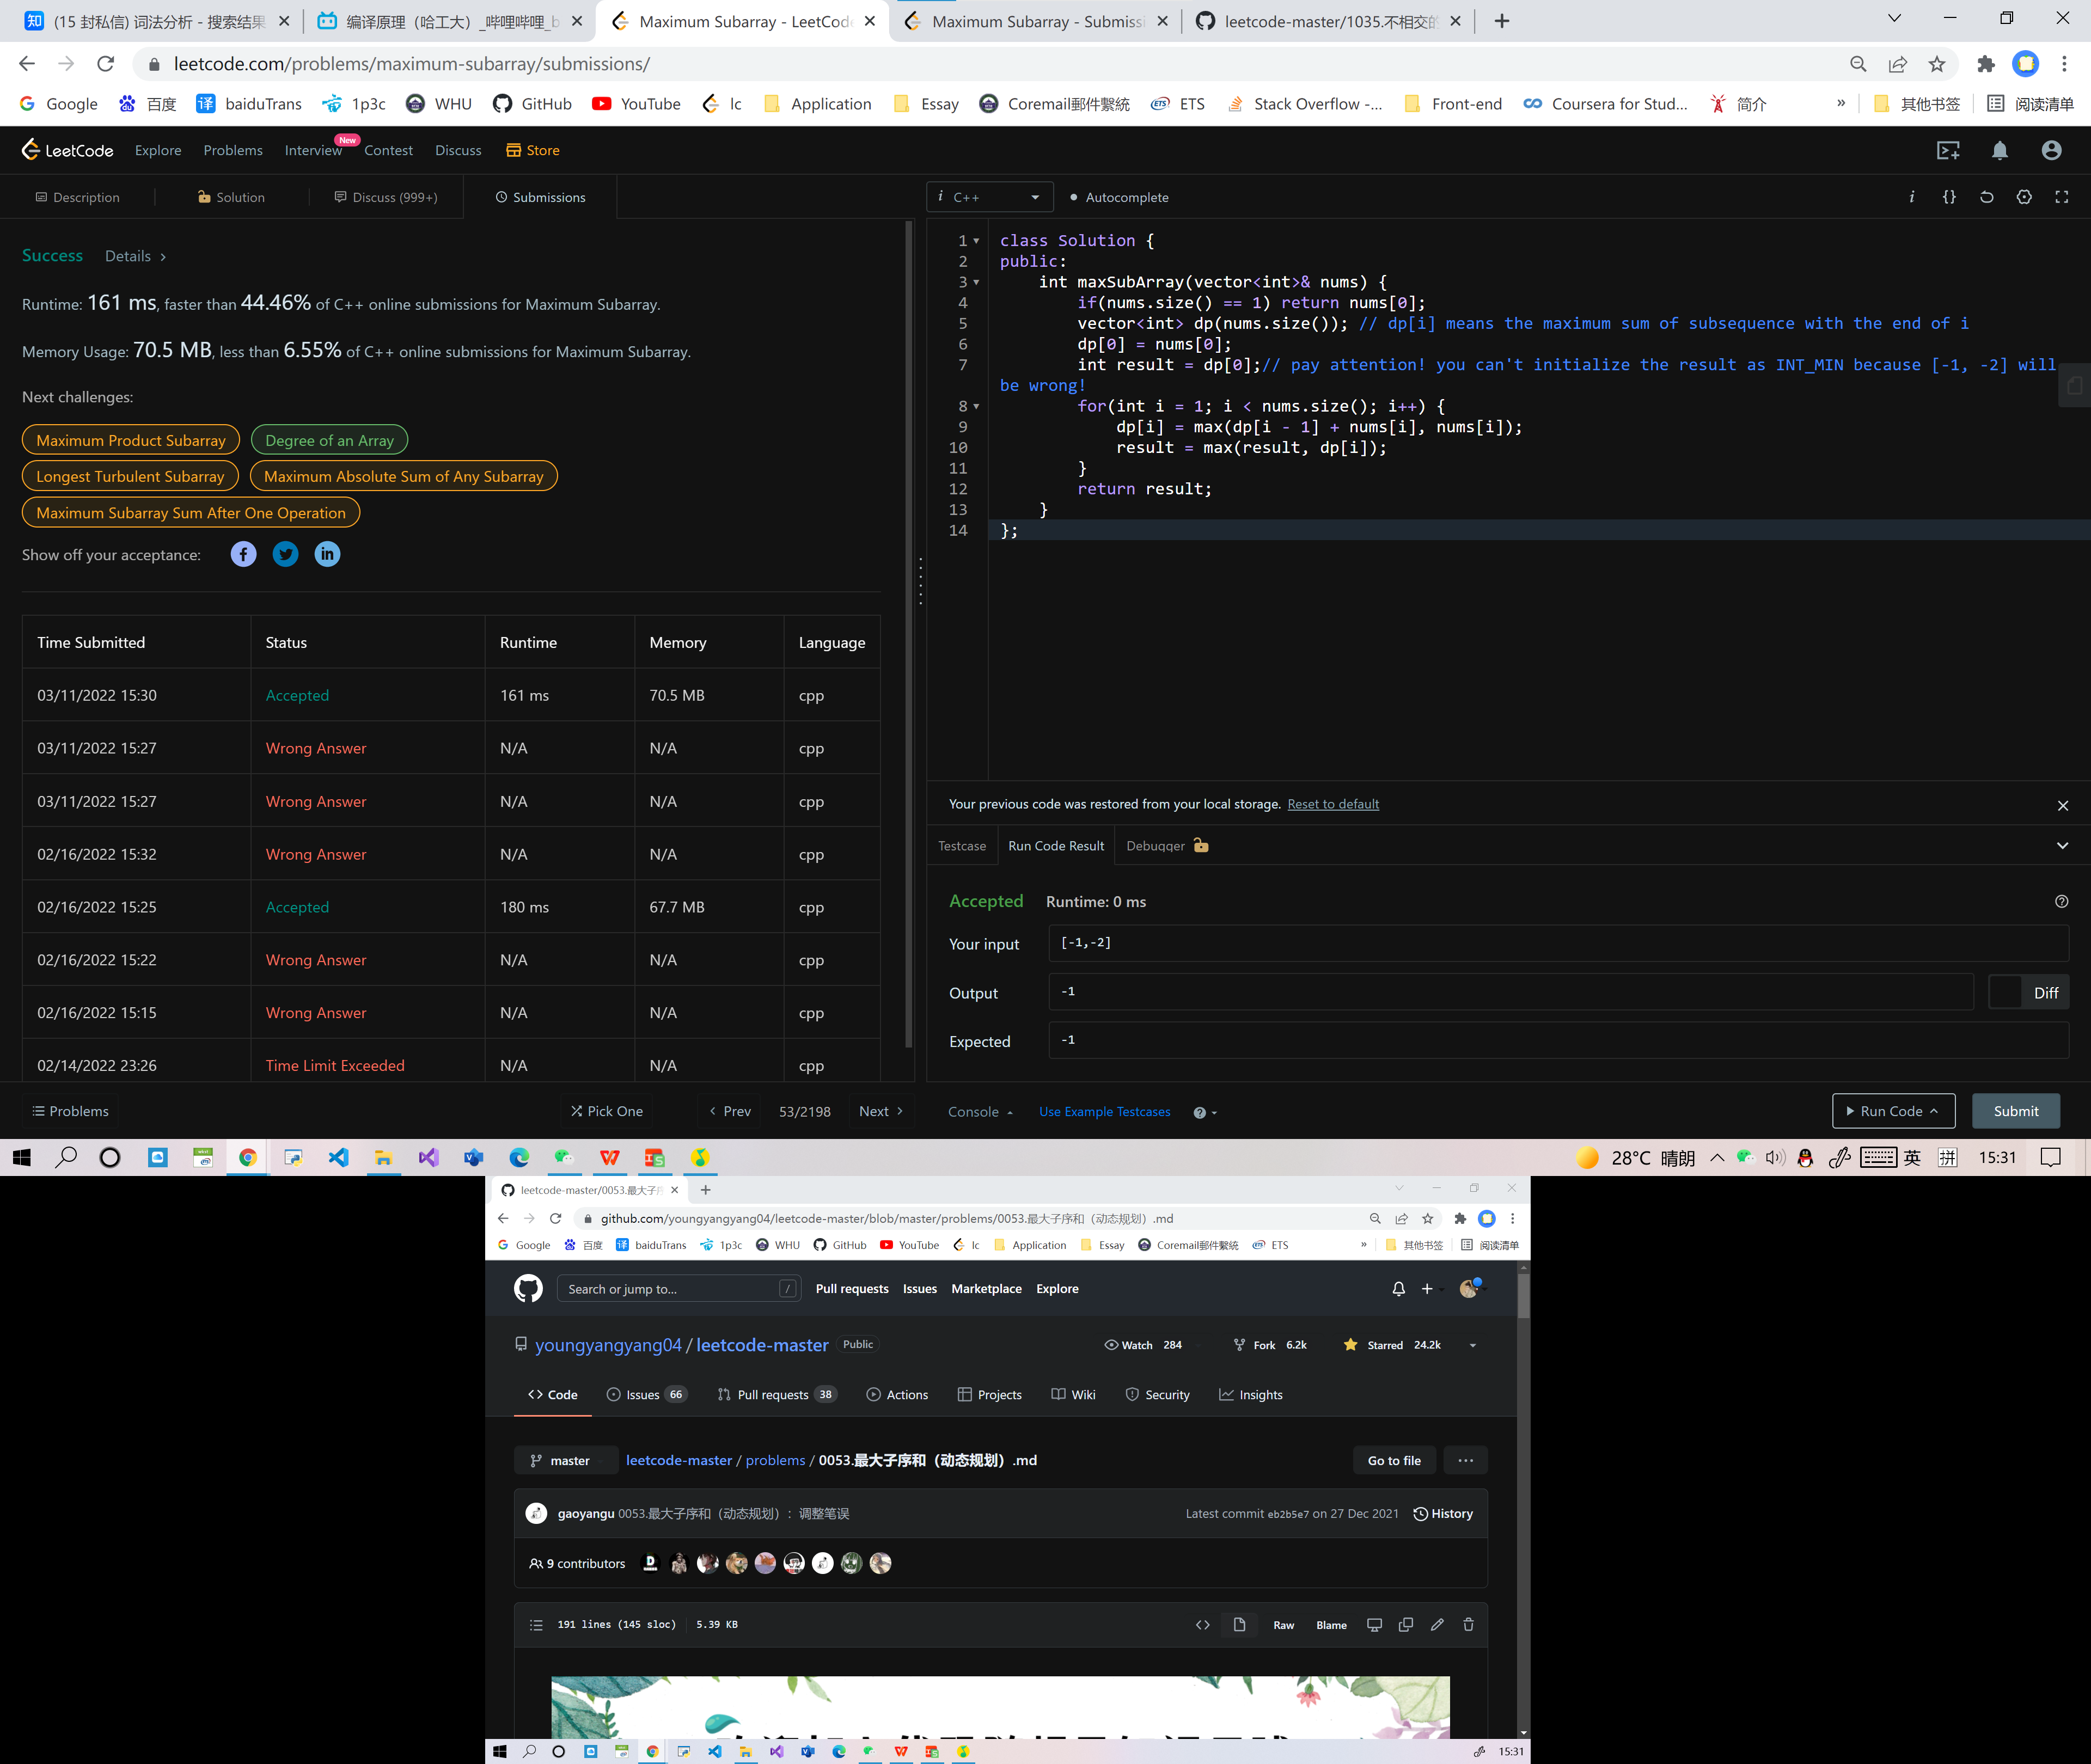 (15 封私信) 词法分析 - 搜索结果
编译原理（哈工大）_哔哩哔哩_b
Maximum Subarray - LeetCode
Maximum Subarray - Submissi
leetcode-master/1035.不相交的
leetcode.com/problems/maximum-subarray/submissions/
Google 百度 baiduTrans 1p3c WHU GitHub YouTube lc Application Essay Coremail郵件繫統 ETS Stack Overflow -... Front-end Coursera for Stud... 简介 » 其他书签 阅读清单
LeetCode Explore Problems Interview New Contest Discuss Store
Description Solution Discuss (999+) Submissions
Success Details >
Runtime: 161 ms, faster than 44.46% of C++ online submissions for Maximum Subarray.
Memory Usage: 70.5 MB, less than 6.55% of C++ online submissions for Maximum Subarray.
Next challenges:
Maximum Product Subarray Degree of an Array
Longest Turbulent Subarray Maximum Absolute Sum of Any Subarray
Maximum Subarray Sum After One Operation
Show off your acceptance:
Time Submitted Status Runtime Memory Language
03/11/2022 15:30 Accepted 161 ms 70.5 MB cpp
03/11/2022 15:27 Wrong Answer N/A N/A cpp
03/11/2022 15:27 Wrong Answer N/A N/A cpp
02/16/2022 15:32 Wrong Answer N/A N/A cpp
02/16/2022 15:25 Accepted 180 ms 67.7 MB cpp
02/16/2022 15:22 Wrong Answer N/A N/A cpp
02/16/2022 15:15 Wrong Answer N/A N/A cpp
02/14/2022 23:26 Time Limit Exceeded N/A N/A cpp
Problems Pick One Prev 53/2198 Next
i C++ Autocomplete
1 class Solution {
2 public:
3 int maxSubArray(vector<int>& nums) {
4 if(nums.size() == 1) return nums[0];
5 vector<int> dp(nums.size()); // dp[i] means the maximum sum of subsequence with the end of i
6 dp[0] = nums[0];
7 int result = dp[0];// pay attention! you can't initialize the result as INT_MIN because [-1, -2] will
be wrong!
8 for(int i = 1; i < nums.size(); i++) {
9 dp[i] = max(dp[i - 1] + nums[i], nums[i]);
10 result = max(result, dp[i]);
11 }
12 return result;
13 }
14 };
Your previous code was restored from your local storage. Reset to default
Testcase Run Code Result Debugger
Accepted Runtime: 0 ms
Your input [-1,-2]
Output -1 Diff
Expected -1
Console Use Example Testcases Run Code Submit
28°C 晴朗 英 拼 15:31
leetcode-master/0053.最大子序
github.com/youngyangyang04/leetcode-master/blob/master/problems/0053.最大子序和（动态规划）.md
Google 百度 baiduTrans 1p3c WHU GitHub YouTube lc Application Essay Coremail郵件繫統 ETS » 其他书签 阅读清单
Search or jump to... / Pull requests Issues Marketplace Explore
youngyangyang04 / leetcode-master Public Watch 284 Fork 6.2k Starred 24.2k
Code Issues 66 Pull requests 38 Actions Projects Wiki Security Insights
master leetcode-master / problems / 0053.最大子序和（动态规划）.md Go to file ...
gaoyangu 0053.最大子序和（动态规划）：调整笔误 Latest commit eb2b5e7 on 27 Dec 2021 History
9 contributors
191 lines (145 sloc) 5.39 KB Raw Blame
15:31